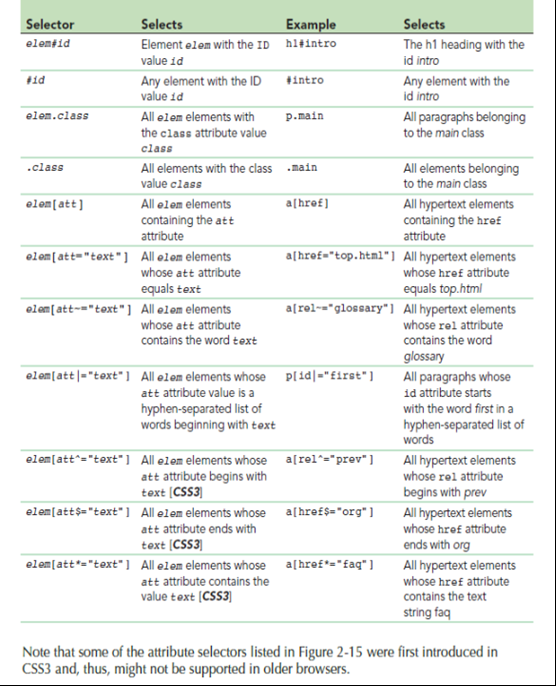 Selector Selects Example Selects
elem#id Element elem with the ID h1#intro The h1 heading with the
value id id intro
#id Any element with the ID #intro Any element with the
value id id intro
elem.class All elem elements with p.main All paragraphs belonging
the class attribute value to the main class
class
.class All elements with the class .main All elements belonging
value class to the main class
elem[att] All elem elements a[href] All hypertext elements
containing the att containing the href
attribute attribute
elem[att="text"] All elem elements a[href="top.html"] All hypertext elements
whose att attribute whose href attribute
equals text equals top.html
elem[att~="text"] All elem elements a[rel~="glossary"] All hypertext elements
whose att attribute whose rel attribute
contains the word text contains the word
glossary
elem[att|="text"] All elem elements whose p[id|="first"] All paragraphs whose
att attribute value is a id attribute starts
hyphen-separated list of with the word first in a
words beginning with text hyphen-separated list of
words
elem[att^="text"] All elem elements whose a[rel^="prev"] All hypertext elements
att attribute begins with whose rel attribute
text [CSS3] begins with prev
elem[att$="text"] All elem elements whose a[href$="org"] All hypertext elements
att attribute ends with whose href attribute
text [CSS3] ends with org
elem[att*="text"] All elem elements whose a[href*="faq"] All hypertext elements
att attribute contains the whose href attribute
value text [CSS3] contains the text
string faq
Note that some of the attribute selectors listed in Figure 2-15 were first introduced in
CSS3 and, thus, might not be supported in older browsers.